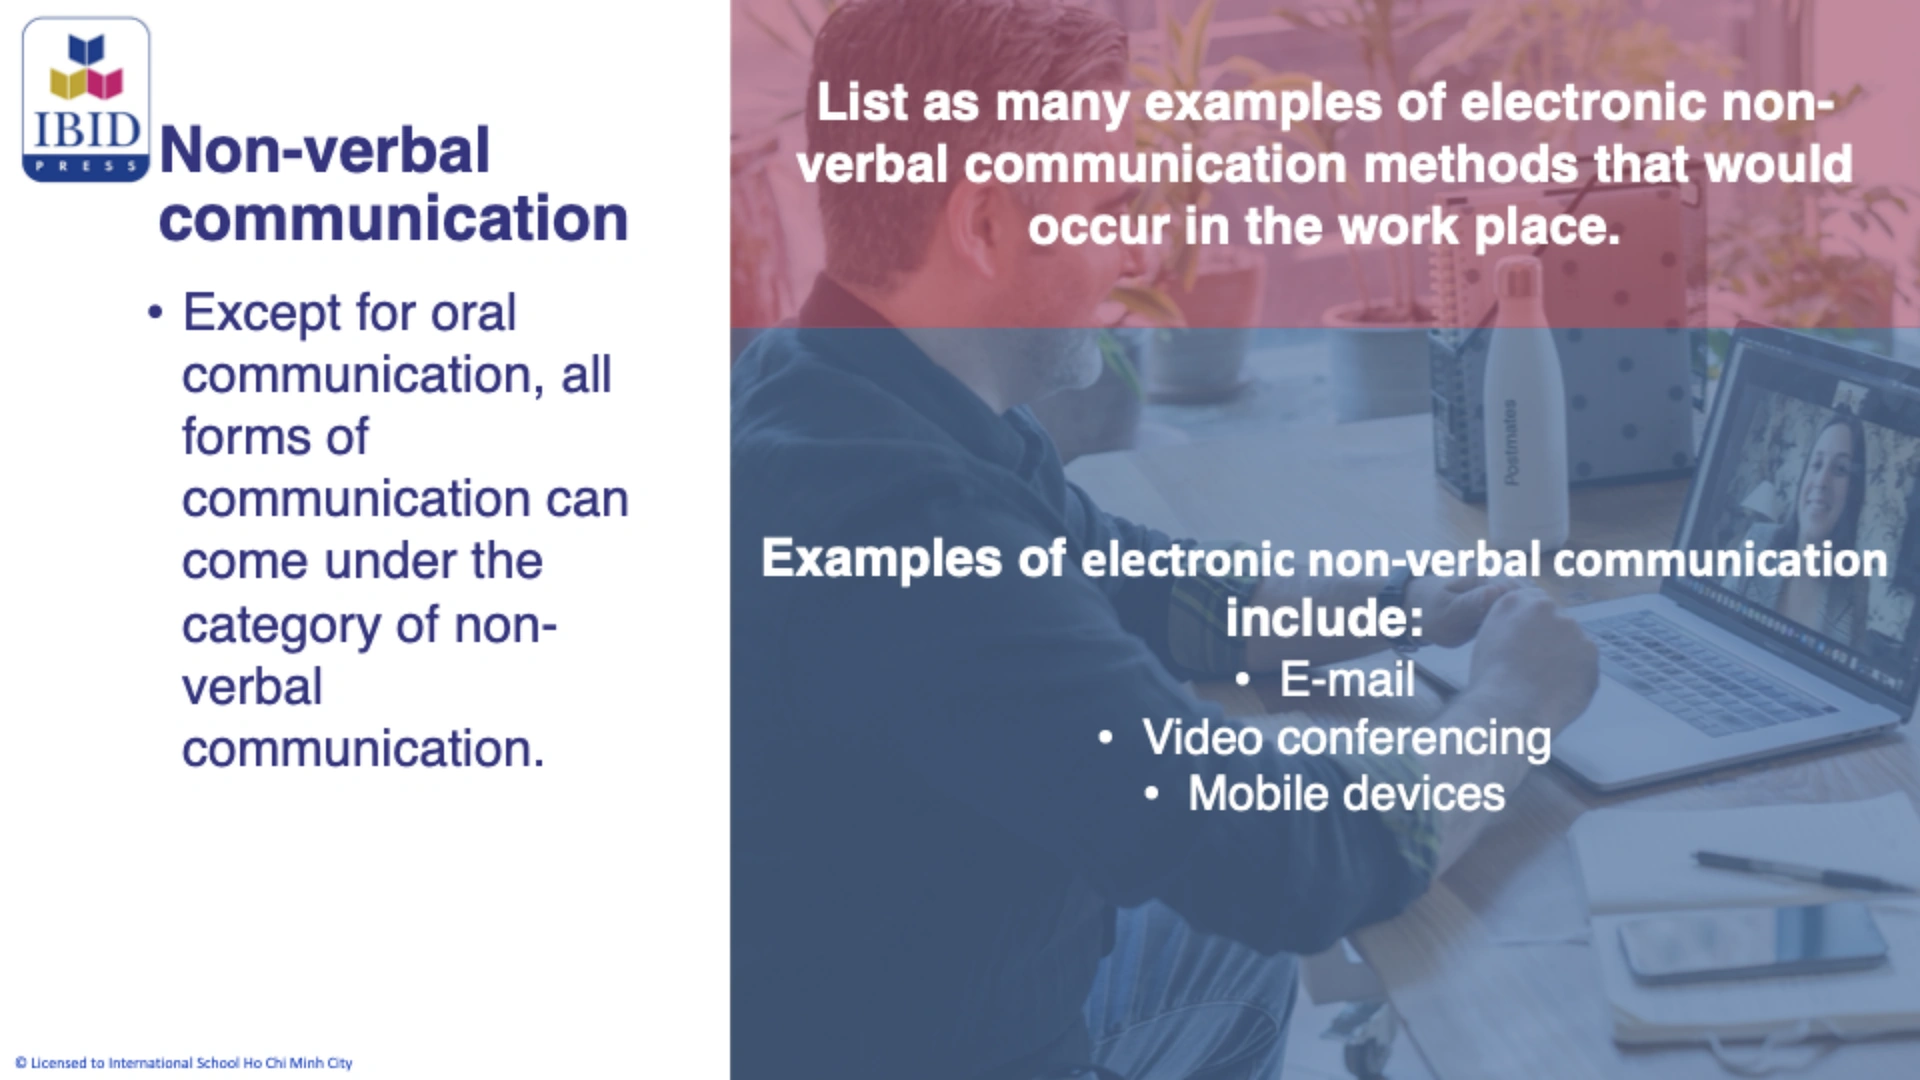 IBID
PRESS
Non-verbal
communication
• Except for oral
communication, all
forms of
communication can
come under the
category of non-
verbal
communication.
© Licensed to International School Ho Chi Minh City
List as many examples of electronic non-
verbal communication methods that would
occur in the work place.
Postmates
Examples of electronic non-verbal communication
include:
• E-mail
• Video conferencing
• Mobile devices